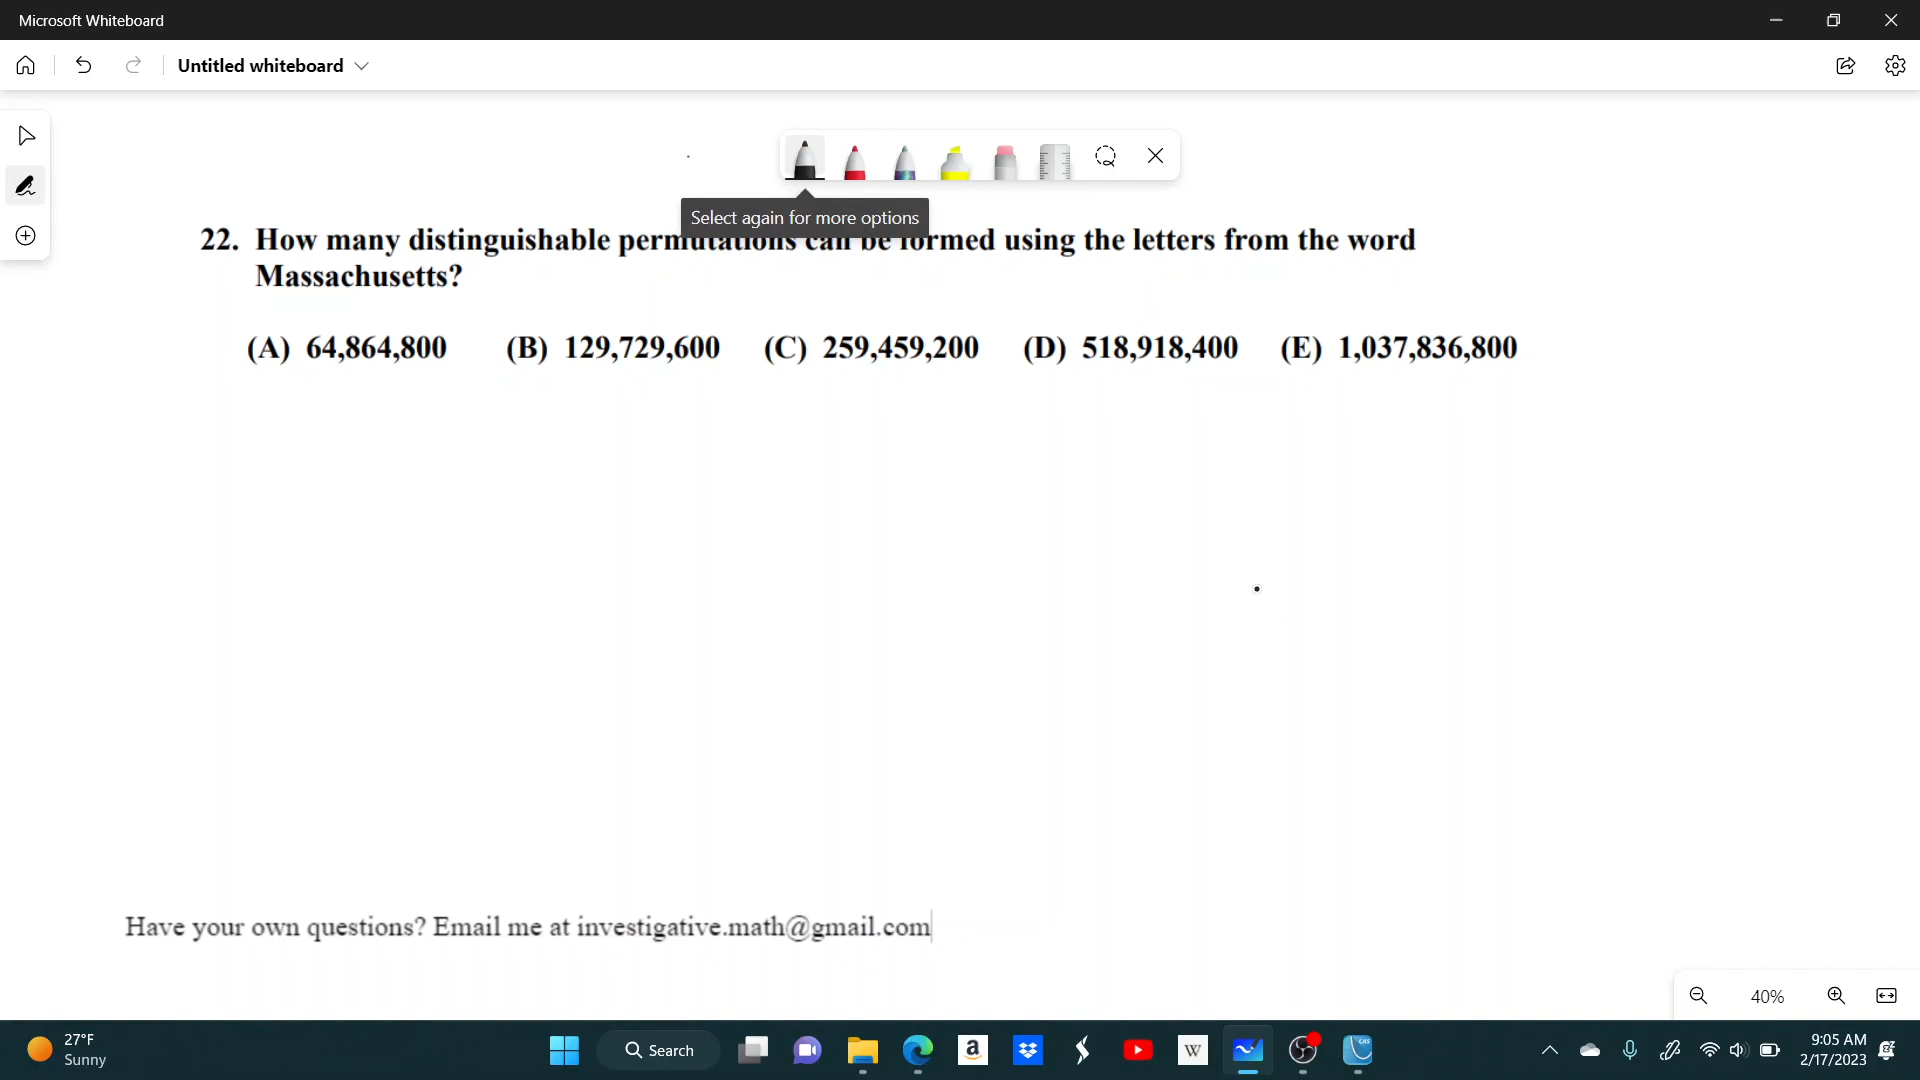 Microsoft Whiteboard
Untitled whiteboard
Select again for more options
22. How many distinguishable permutations can be formed using the letters from the word
Massachusetts?
(A) 64,864,800 (B) 129,729,600 (C) 259,459,200 (D) 518,918,400 (E) 1,037,836,800
Have your own questions? Email me at investigative.math@gmail.com
40%
27°F
Sunny
Search
a
W
CAS
9:05 AM
2/17/2023